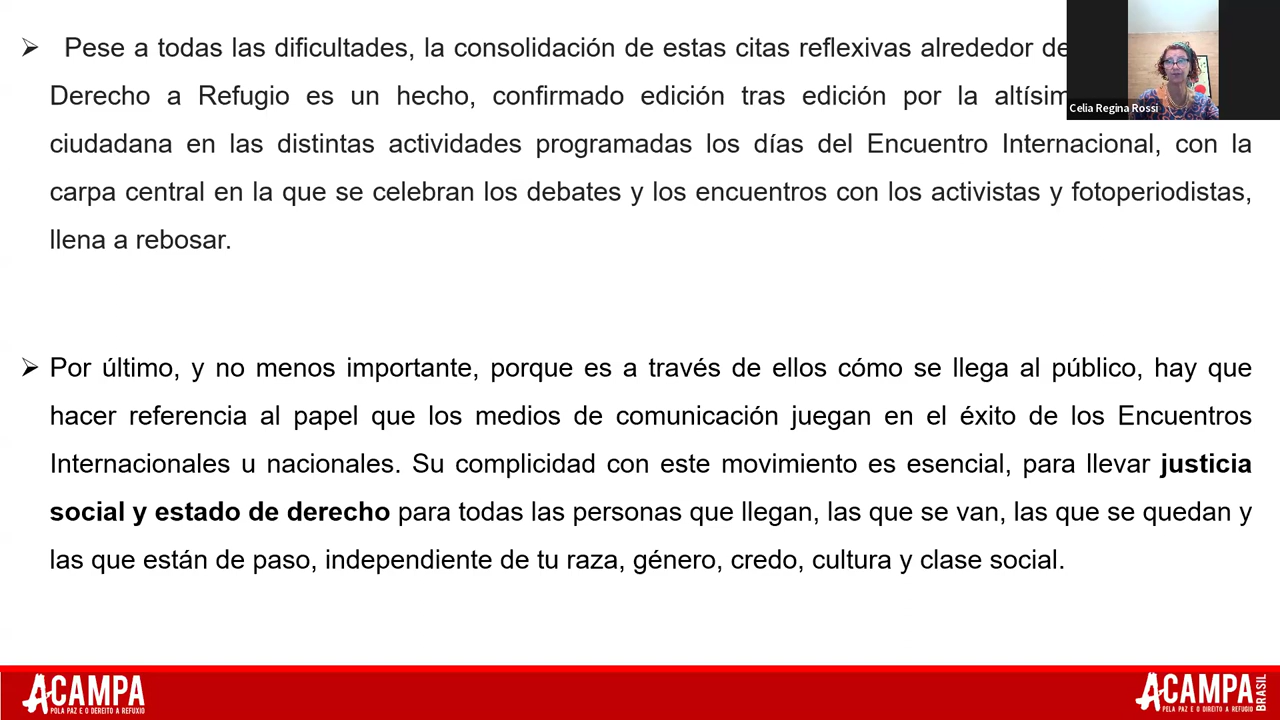 ➢ Pese a todas las dificultades, la consolidación de estas citas reflexivas alrededor de
Derecho a Refugio es un hecho, confirmado edición tras edición por la altísim
ciudadana en las distintas actividades programadas los días del Encuentro Internacional, con la
carpa central en la que se celebran los debates y los encuentros con los activistas y fotoperiodistas,
llena a rebosar.
➢ Por último, y no menos importante, porque es a través de ellos cómo se llega al público, hay que
hacer referencia al papel que los medios de comunicación juegan en el éxito de los Encuentros
Internacionales u nacionales. Su complicidad con este movimiento es esencial, para llevar justicia
social y estado de derecho para todas las personas que llegan, las que se van, las que se quedan y
las que están de paso, independiente de tu raza, género, credo, cultura y clase social.
Celia Regina Rossi
ACAMPA
POLA PAZ E O DEREITO A REFUXIO
ACAMPA
PELA PAZ E O DIREITO A REFUGIO
BRASIL